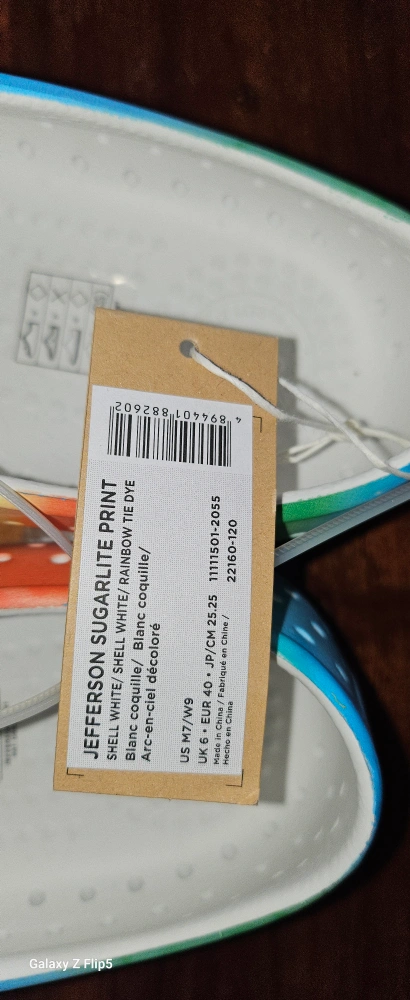 JEFFERSON SUGARLITE PRINT
SHELL WHITE/ SHELL WHITE/ RAINBOW TIE DYE
Blanc coquille/ Blanc coquille/
Arc-en-ciel décoloré
US M7/W9
UK 6 • EUR 40 • JP/CM 25.25 11111501-2055
Made in China / Fabriqué en Chine / 22160-120
Hecho en China
4 894401 882602
Galaxy Z Flip5